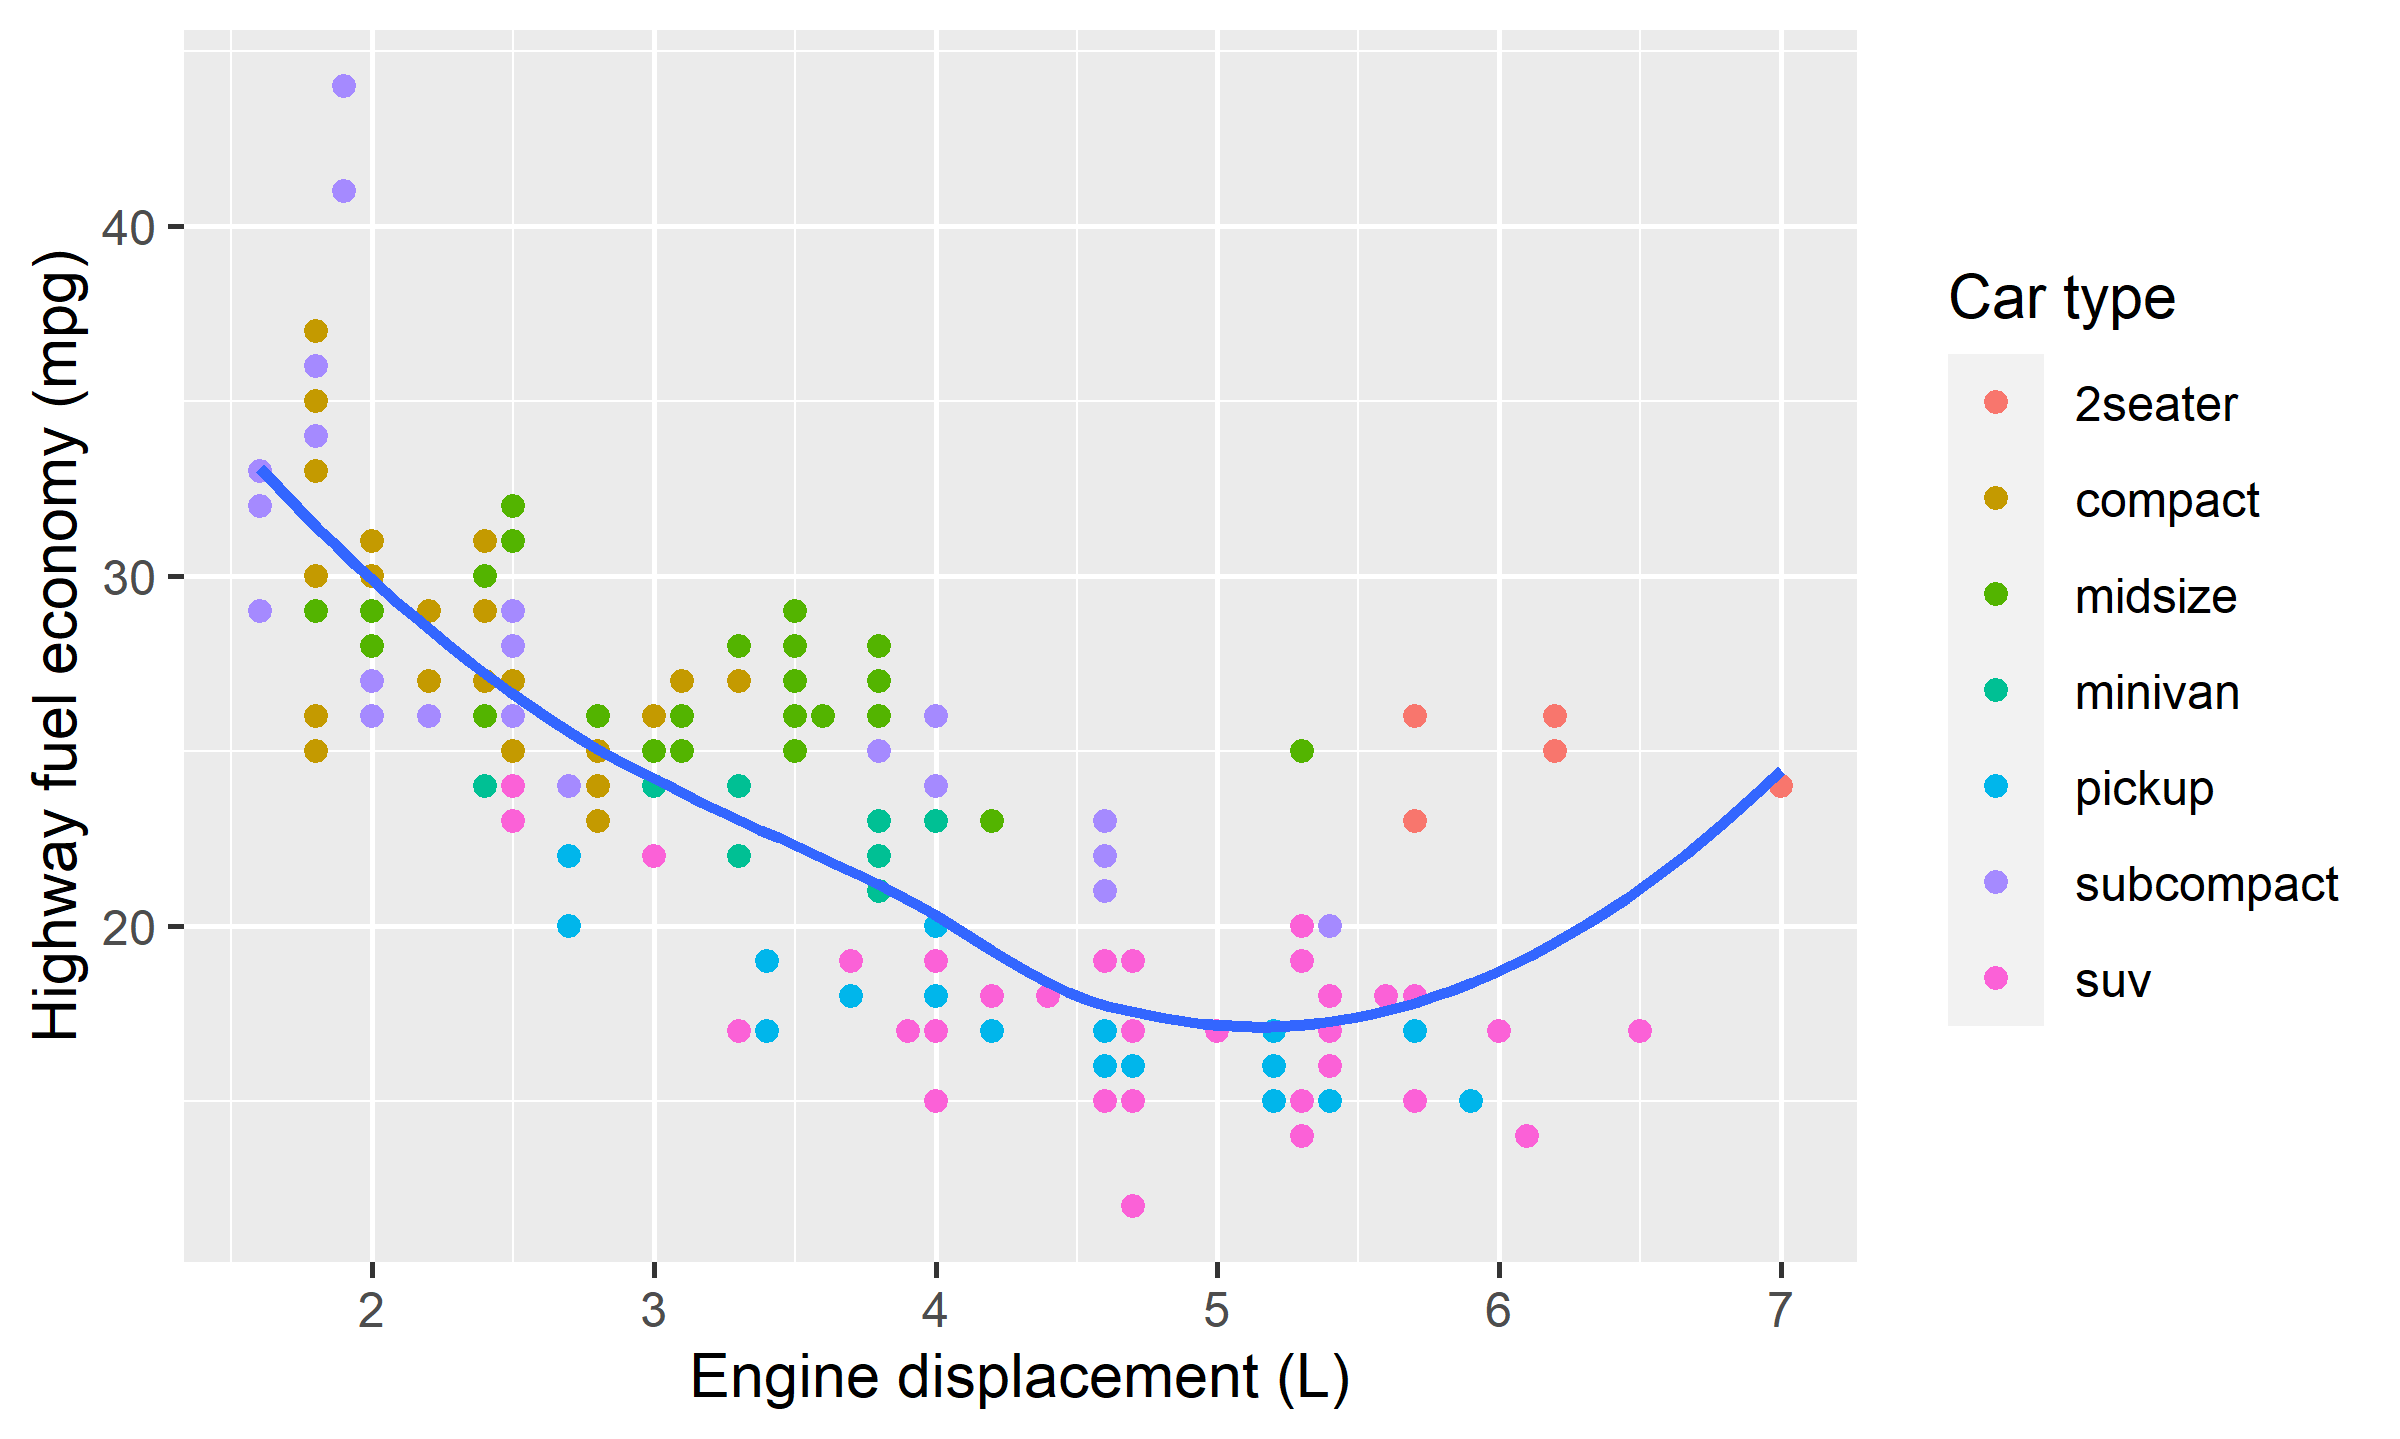 Highway fuel economy (mpg)
40
30
20
2 3 4 5 6 7
Engine displacement (L)
Car type
2seater
compact
midsize
minivan
pickup
subcompact
suv